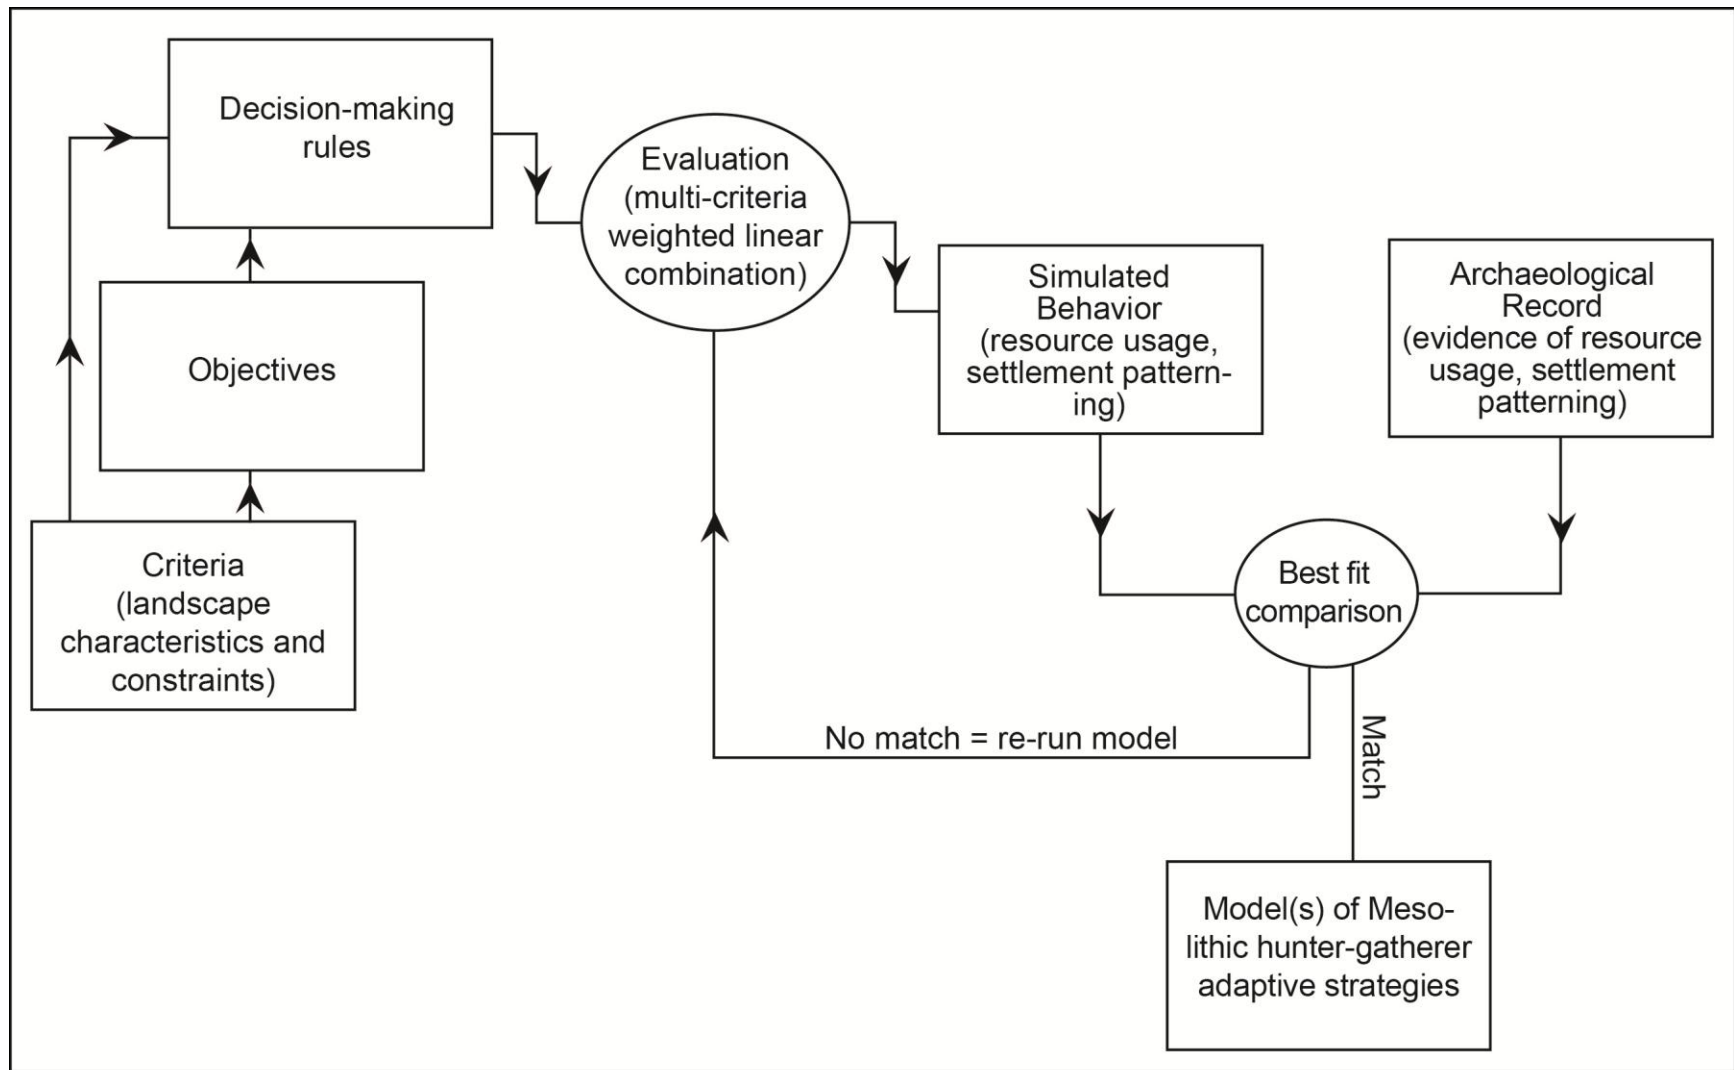 Decision-making
rules
Objectives
Criteria
(landscape
characteristics and
constraints)
Evaluation
(multi-criteria
weighted linear
combination)
Simulated
Behavior
(resource usage,
settlement pattern-
ing)
Archaeological
Record
(evidence of resource
usage, settlement
patterning)
Best fit
comparison
No match = re-run model
Match
Model(s) of Meso-
lithic hunter-gatherer
adaptive strategies